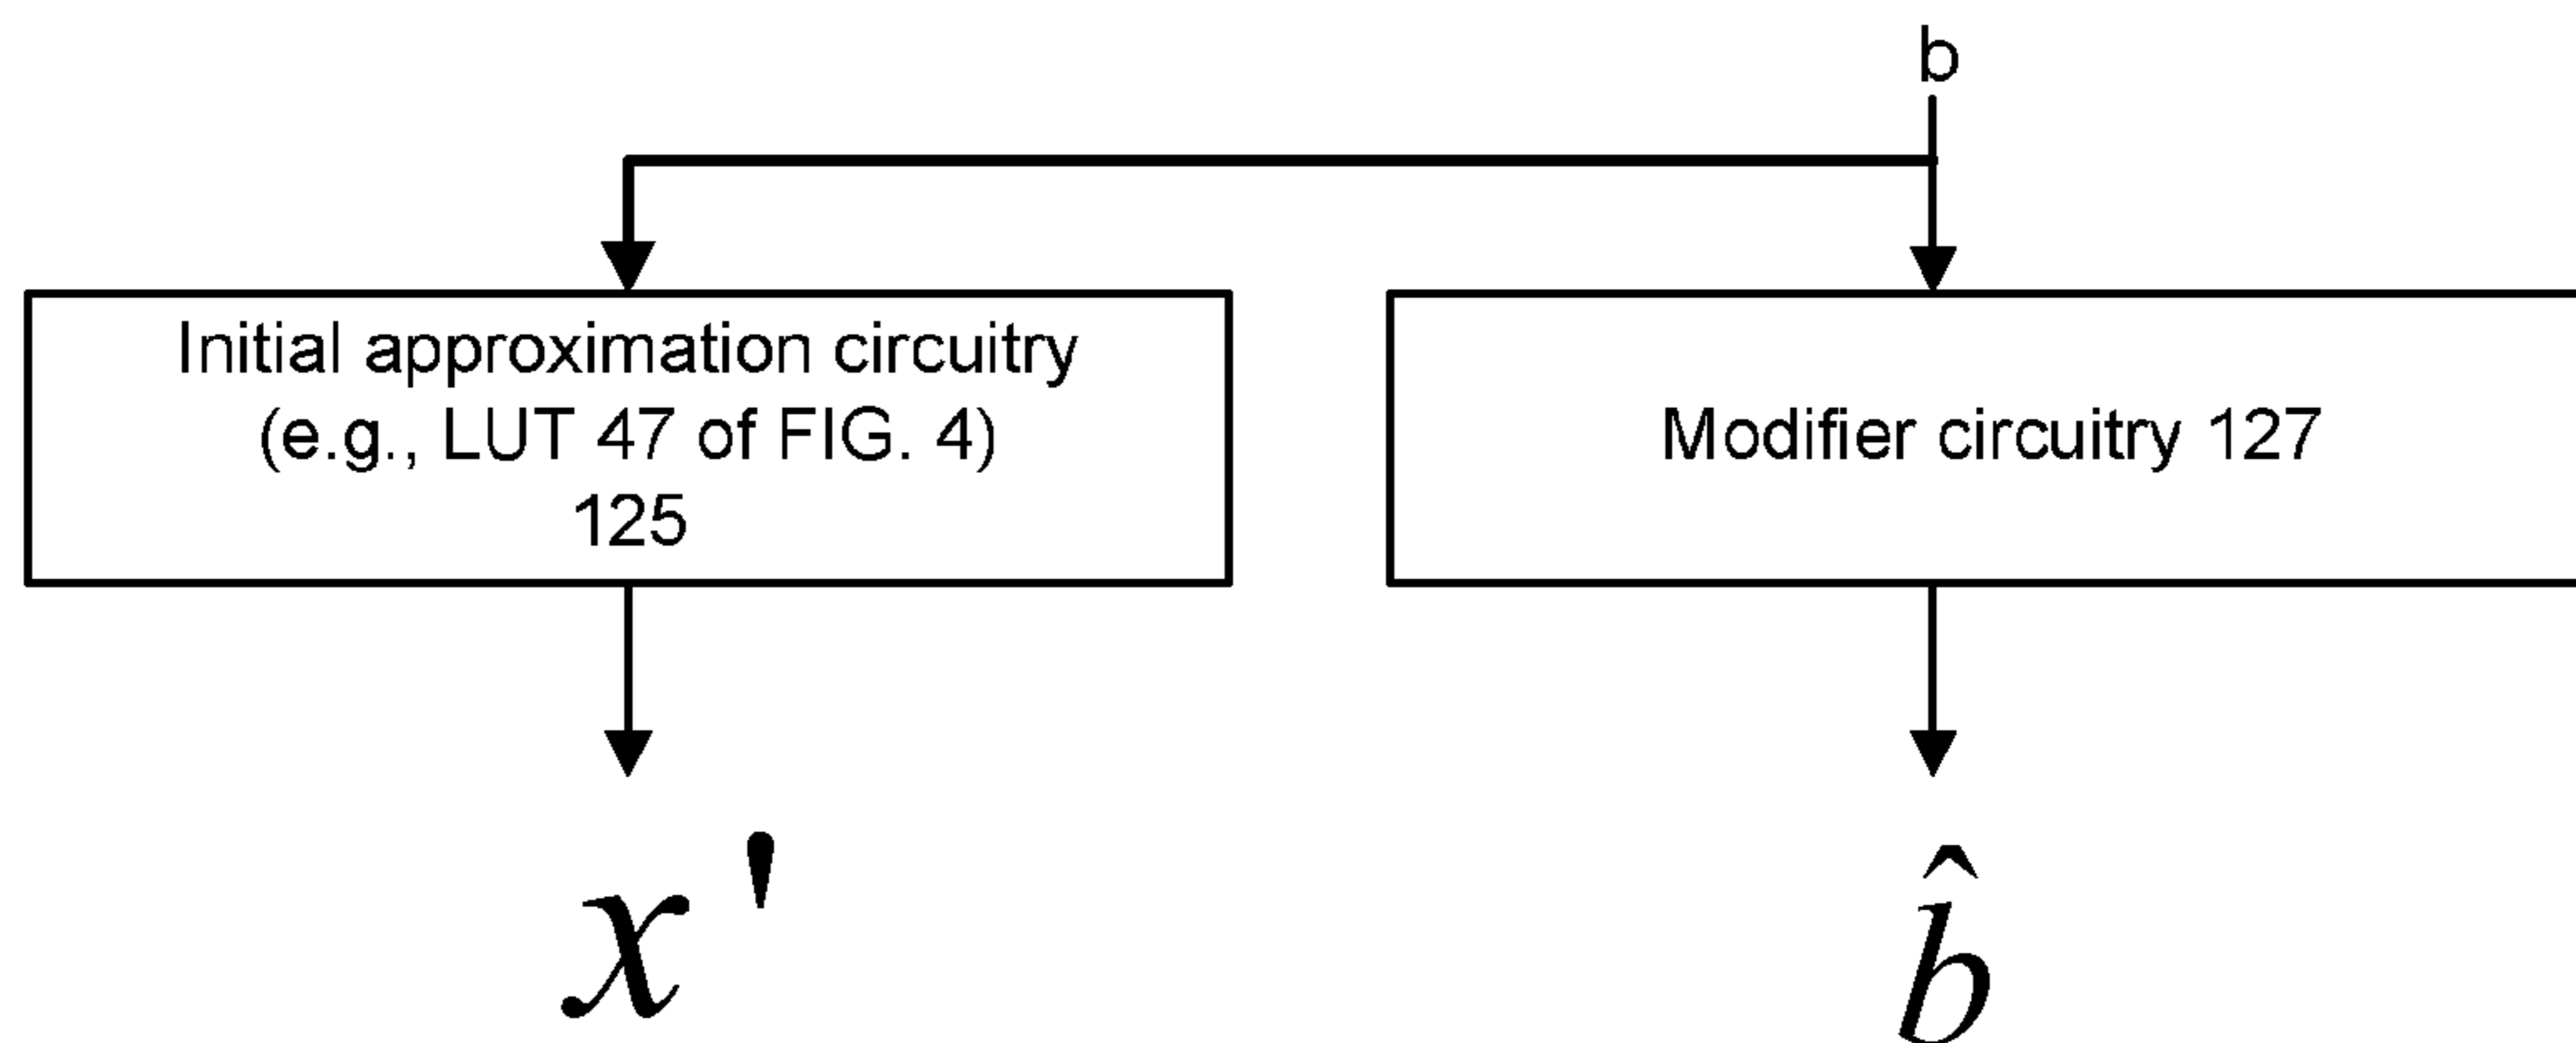 b
Initial approximation circuitry
(e.g., LUT 47 of FIG. 4)
125
Modifier circuitry 127
x'
b̂